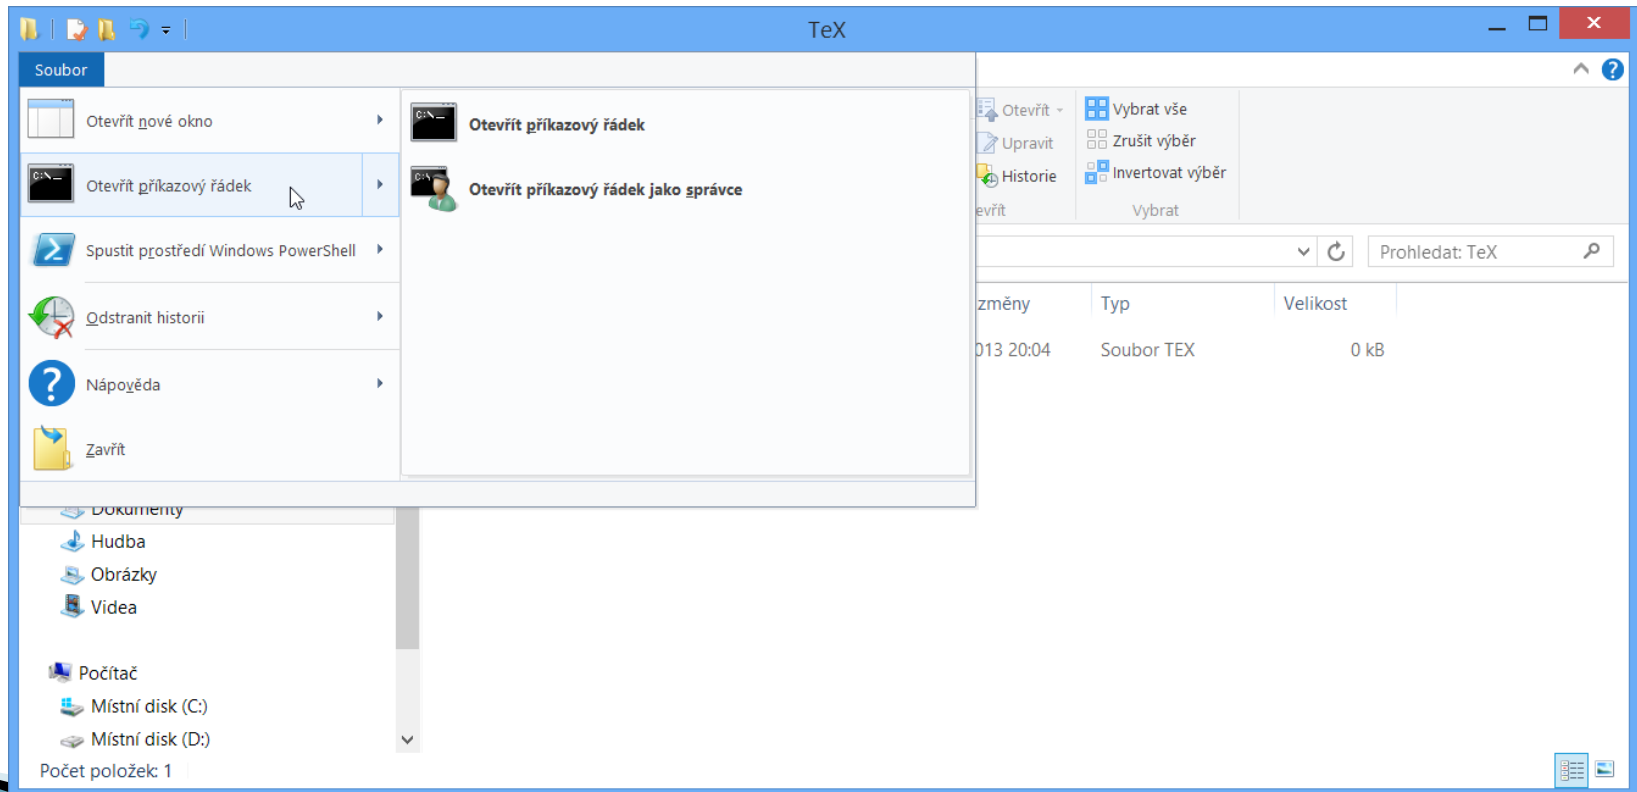 TeX
Soubor
Otevřít nové okno
Otevřít příkazový řádek
Spustit prostředí Windows PowerShell
Odstranit historii
Nápověda
Zavřít
Otevřít příkazový řádek
Otevřít příkazový řádek jako správce
Otevřít
Upravit
Historie
evřít
Vybrat vše
Zrušit výběr
Invertovat výběr
Vybrat
Prohledat: TeX
změny Typ Velikost
013 20:04 Soubor TEX 0 kB
Dokumenty
Hudba
Obrázky
Videa
Počítač
Místní disk (C:)
Místní disk (D:)
Počet položek: 1